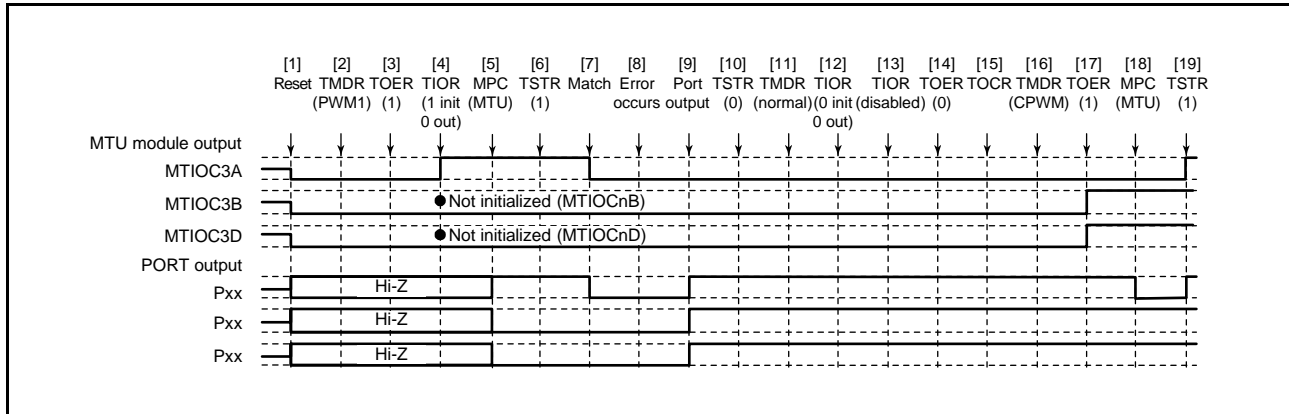 [1] [2] [3] [4] [5] [6] [7] [8] [9] [10] [11] [12] [13] [14] [15] [16] [17] [18] [19]
Reset TMDR TOER TIOR MPC TSTR Match Error Port TSTR TMDR TIOR TIOR TOER TOCR TMDR TOER MPC TSTR
(PWM1) (1) (1 init (MTU) (1) occurs output (0) (normal) (0 init (disabled) (0) (CPWM) (1) (MTU) (1)
0 out) 0 out)
MTU module output
MTIOC3A
MTIOC3B Not initialized (MTIOCnB)
MTIOC3D Not initialized (MTIOCnD)
PORT output
Pxx Hi-Z
Pxx Hi-Z
Pxx Hi-Z